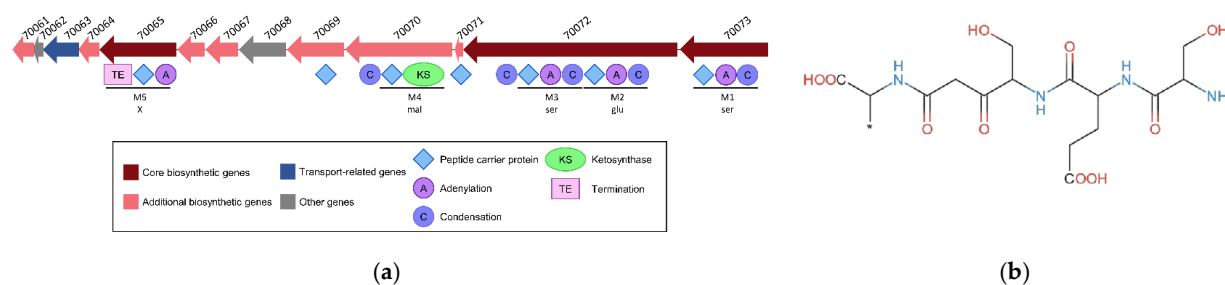 70061 70062 70063 70064 70065 70066 70067 70068 70069 70070 70071 70072 70073
TE A C KS C A C A C A C
M5 M4 M3 M2 M1
X mal ser glu ser
Core biosynthetic genes Transport-related genes Peptide carrier protein KS Ketosynthase
A Adenylation TE Termination
Additional biosynthetic genes Other genes
C Condensation
(a)
HO HO
HOOC H N O H N
* O O N H O NH
COOH
(b)